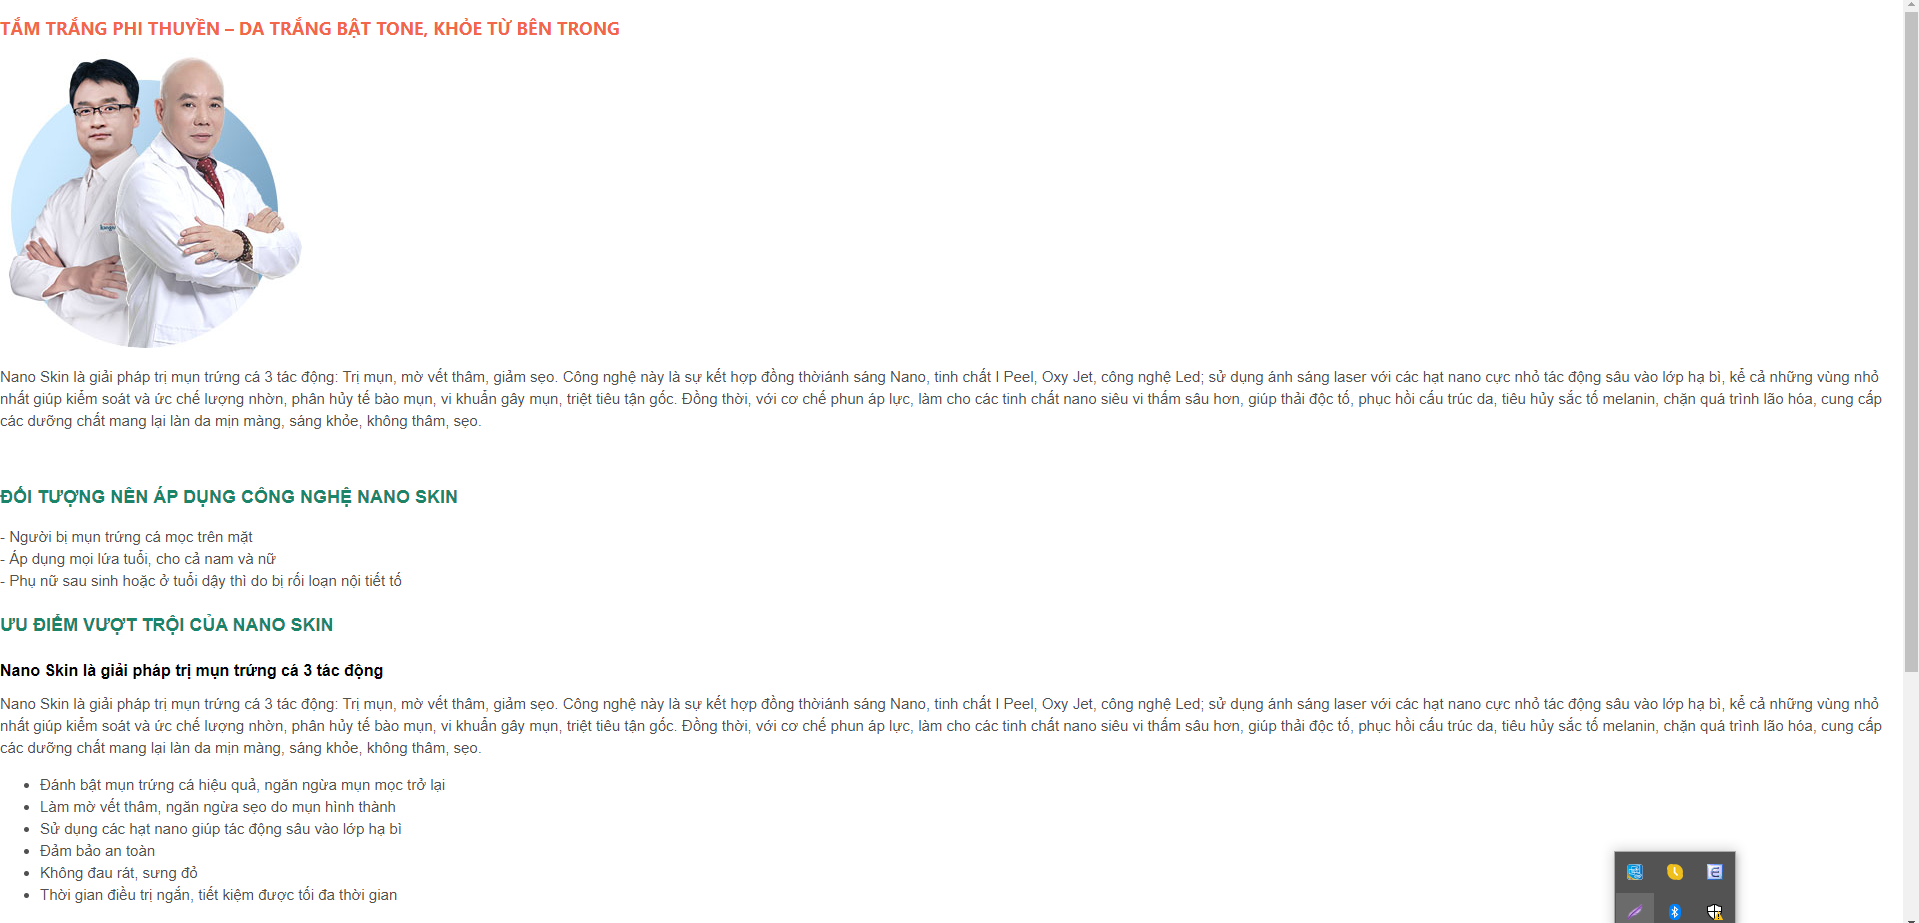 TẮM TRẮNG PHI THUYỀN – DA TRẮNG BẬT TONE, KHỎE TỪ BÊN TRONG
Nano Skin là giải pháp trị mụn trứng cá 3 tác động: Trị mụn, mờ vết thâm, giảm sẹo. Công nghệ này là sự kết hợp đồng thờiánh sáng Nano, tinh chất I Peel, Oxy Jet, công nghệ Led; sử dụng ánh sáng laser với các hạt nano cực nhỏ tác động sâu vào lớp hạ bì, kể cả những vùng nhỏ
nhất giúp kiểm soát và ức chế lượng nhờn, phân hủy tế bào mụn, vi khuẩn gây mụn, triệt tiêu tận gốc. Đồng thời, với cơ chế phun áp lực, làm cho các tinh chất nano siêu vi thấm sâu hơn, giúp thải độc tố, phục hồi cấu trúc da, tiêu hủy sắc tố melanin, chặn quá trình lão hóa, cung cấp
các dưỡng chất mang lại làn da mịn màng, sáng khỏe, không thâm, sẹo.
ĐỐI TƯỢNG NÊN ÁP DỤNG CÔNG NGHỆ NANO SKIN
- Người bị mụn trứng cá mọc trên mặt
- Áp dụng mọi lứa tuổi, cho cả nam và nữ
- Phụ nữ sau sinh hoặc ở tuổi dậy thì do bị rối loạn nội tiết tố
ƯU ĐIỂM VƯỢT TRỘI CỦA NANO SKIN
Nano Skin là giải pháp trị mụn trứng cá 3 tác động
Nano Skin là giải pháp trị mụn trứng cá 3 tác động: Trị mụn, mờ vết thâm, giảm sẹo. Công nghệ này là sự kết hợp đồng thờiánh sáng Nano, tinh chất I Peel, Oxy Jet, công nghệ Led; sử dụng ánh sáng laser với các hạt nano cực nhỏ tác động sâu vào lớp hạ bì, kể cả những vùng nhỏ
nhất giúp kiểm soát và ức chế lượng nhờn, phân hủy tế bào mụn, vi khuẩn gây mụn, triệt tiêu tận gốc. Đồng thời, với cơ chế phun áp lực, làm cho các tinh chất nano siêu vi thấm sâu hơn, giúp thải độc tố, phục hồi cấu trúc da, tiêu hủy sắc tố melanin, chặn quá trình lão hóa, cung cấp
các dưỡng chất mang lại làn da mịn màng, sáng khỏe, không thâm, sẹo.
• Đánh bật mụn trứng cá hiệu quả, ngăn ngừa mụn mọc trở lại
• Làm mờ vết thâm, ngăn ngừa sẹo do mụn hình thành
• Sử dụng các hạt nano giúp tác động sâu vào lớp hạ bì
• Đảm bảo an toàn
• Không đau rát, sưng đỏ
• Thời gian điều trị ngắn, tiết kiệm được tối đa thời gian